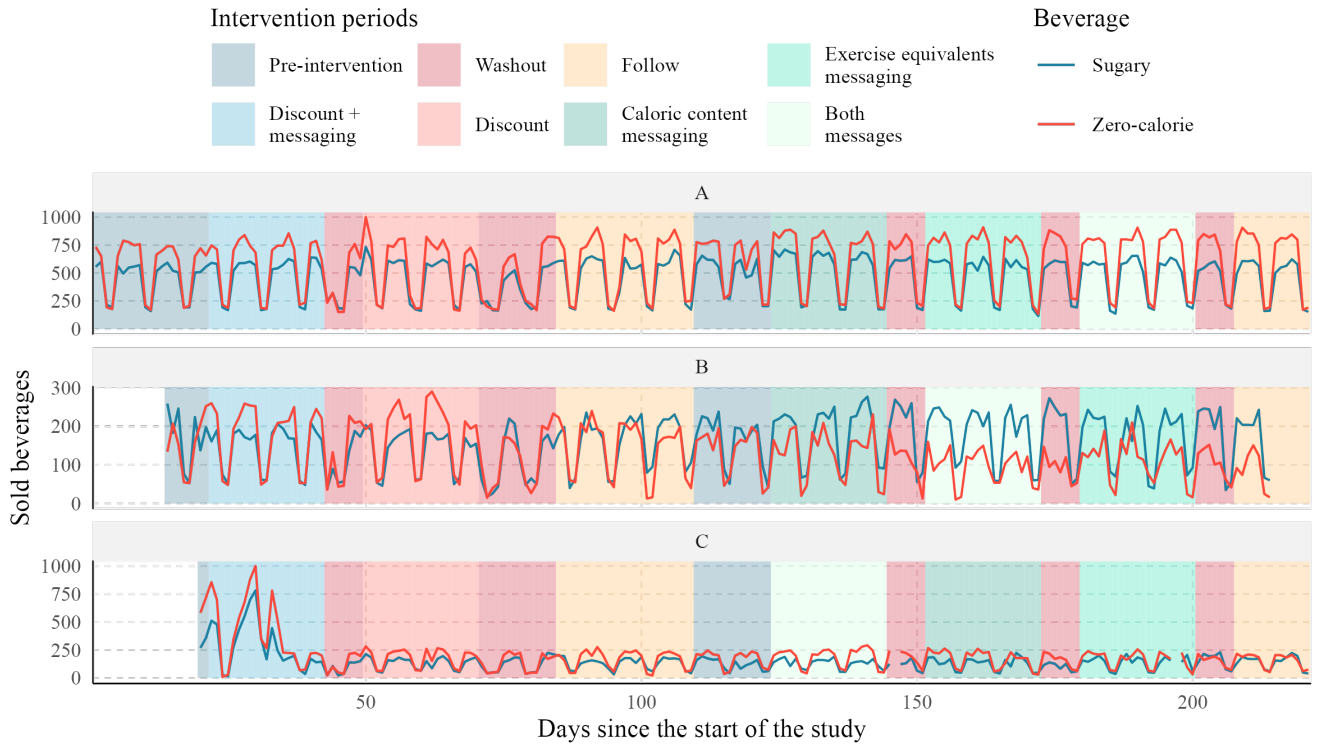 Intervention periods
Beverage
Pre-intervention
Washout
Follow
Exercise equivalents
messaging
Sugary
Discount +
messaging
Discount
Caloric content
messaging
Both
messages
Zero-calorie
Sold beverages
A
1000
750
500
250
0
B
300
200
100
0
C
1000
750
500
250
0
50
100
150
200
Days since the start of the study